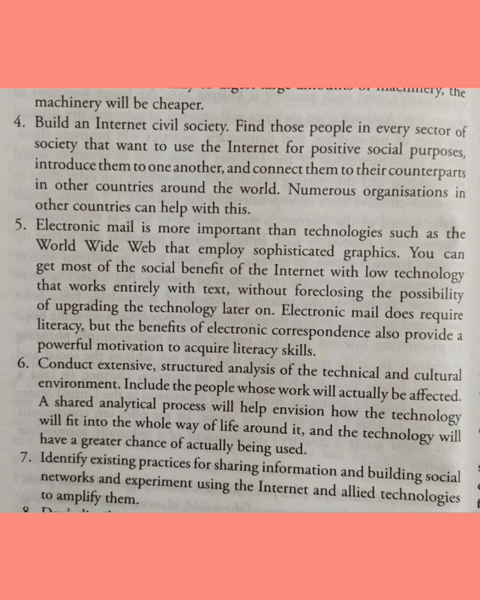 machinery, the
machinery will be cheaper.
4. Build an Internet civil society. Find those people in every sector of
society that want to use the Internet for positive social purposes,
introduce them to one another, and connect them to their counterparts
in other countries around the world. Numerous organisations in
other countries can help with this.
5. Electronic mail is more important than technologies such as the
World Wide Web that employ sophisticated graphics. You can
get most of the social benefit of the Internet with low technology
that works entirely with text, without foreclosing the possibility
of upgrading the technology later on. Electronic mail does require
literacy, but the benefits of electronic correspondence also provide a
powerful motivation to acquire literacy skills.
6. Conduct extensive, structured analysis of the technical and cultural
environment. Include the people whose work will actually be affected.
A shared analytical process will help envision how the technology
will fit into the whole way of life around it, and the technology will
have a greater chance of actually being used.
7. Identify existing practices for sharing information and building social
networks and experiment using the Internet and allied technologies
to amplify them.